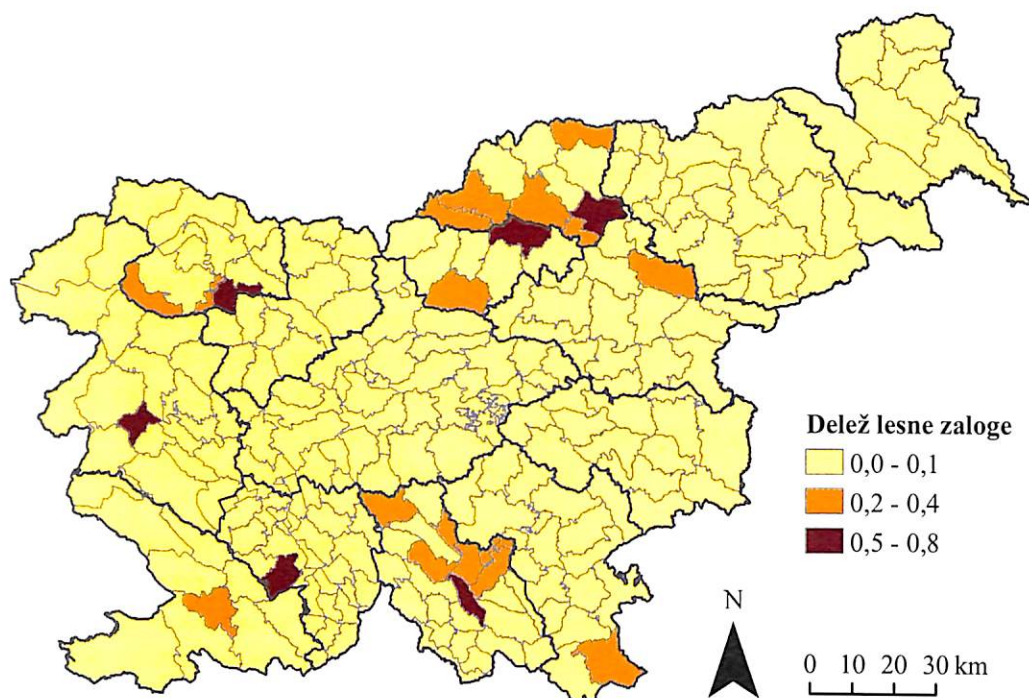 Delež lesne zaloge
0,0 - 0,1
0,2 - 0,4
0,5 - 0,8
N
0 10 20 30 km